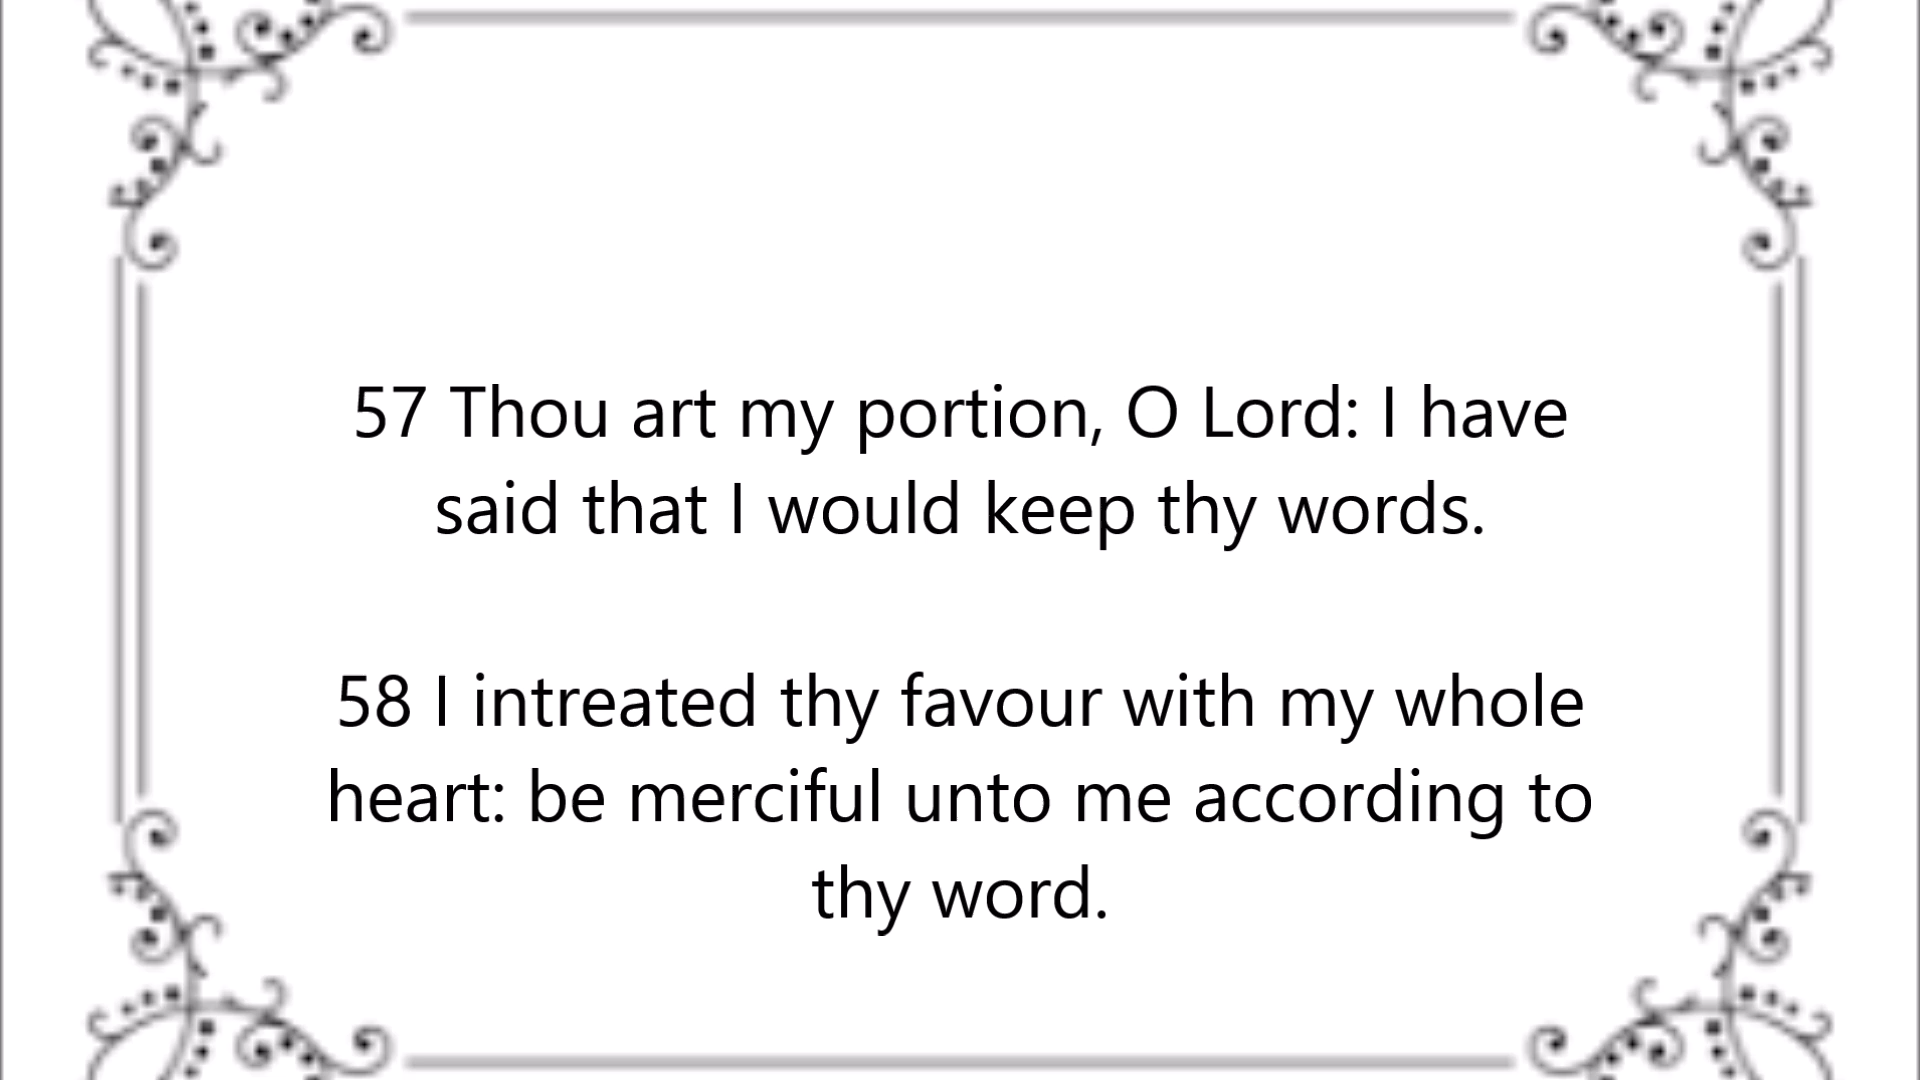 57 Thou art my portion, O Lord: I have
said that I would keep thy words.
58 I intreated thy favour with my whole
heart: be merciful unto me according to
thy word.